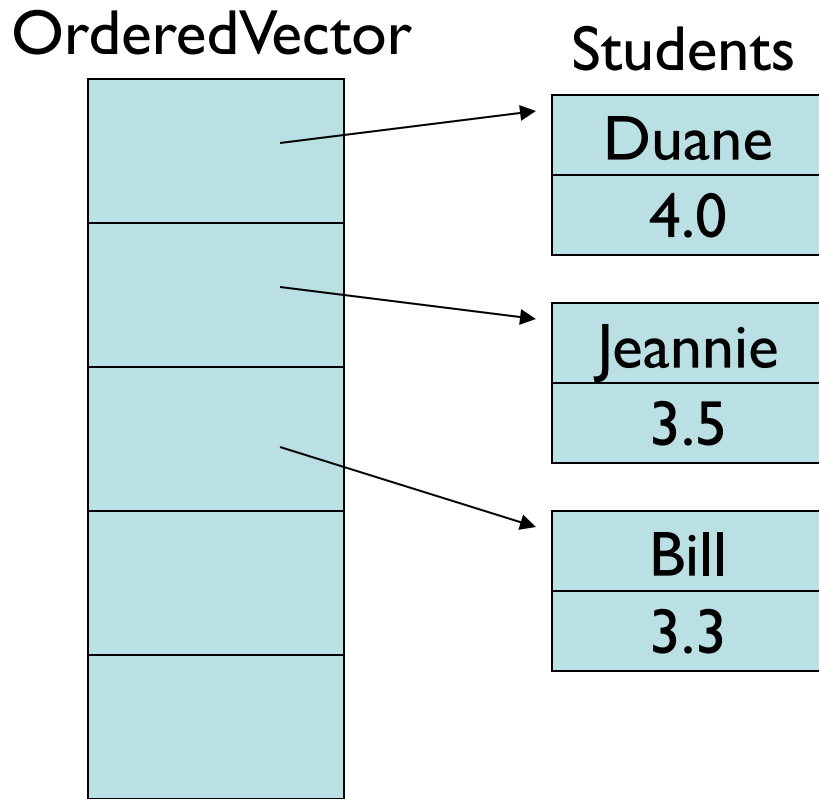 OrderedVector
Students
Duane
4.0
Jeannie
3.5
Bill
3.3